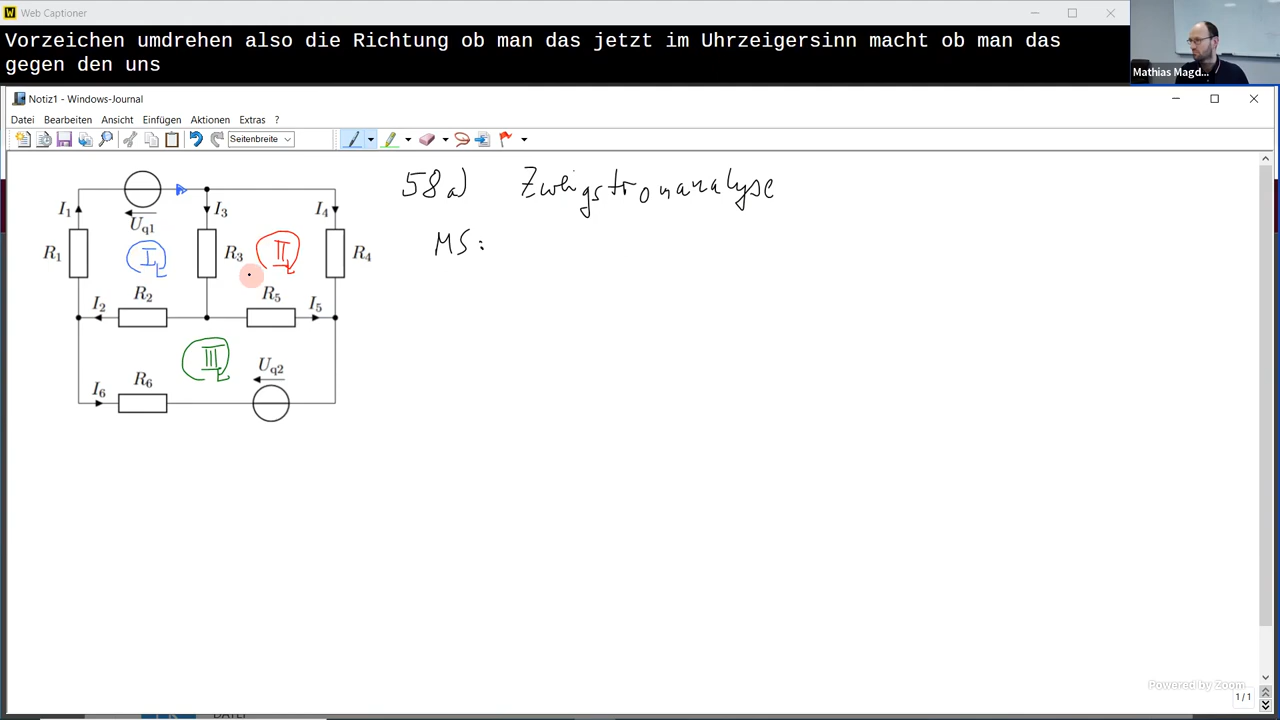 Web Captioner
Vorzeichen umdrehen also die Richtung ob man das jetzt im Uhrzeigersinn macht ob man das
gegen den uns
Mathias Magd...
Notiz1 - Windows-Journal
Datei Bearbeiten Ansicht Einfügen Aktionen Extras ?
Seitenbreite
58a) Zweigstromanalyse
MS:
I1 Uq1 I3 I4
R1 I R3 II R4
I2 R2 R5 I5
III
I6 R6 Uq2
Powered by Zoom
1/1